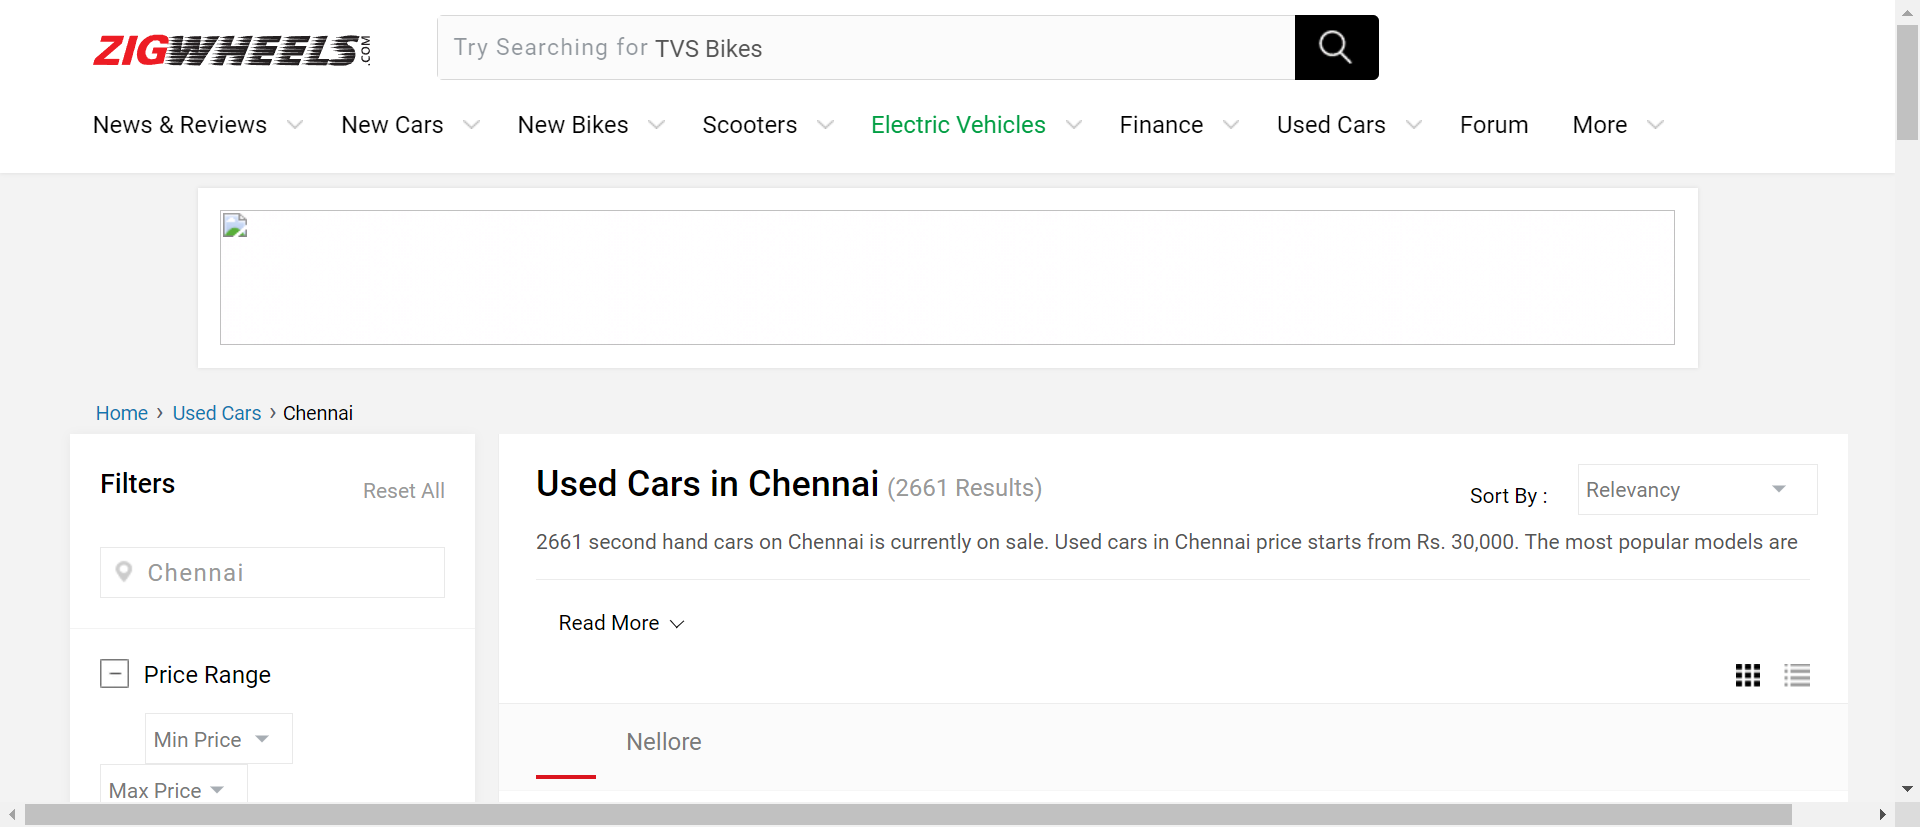 ZIGWHEELS.COM
Try Searching for TVS Bikes
News & Reviews New Cars New Bikes Scooters Electric Vehicles Finance Used Cars Forum More
Home › Used Cars › Chennai
Filters
Reset All
Chennai
Price Range
Min Price
Max Price
Used Cars in Chennai (2661 Results)
Sort By : Relevancy
2661 second hand cars on Chennai is currently on sale. Used cars in Chennai price starts from Rs. 30,000. The most popular models are
Read More
Nellore